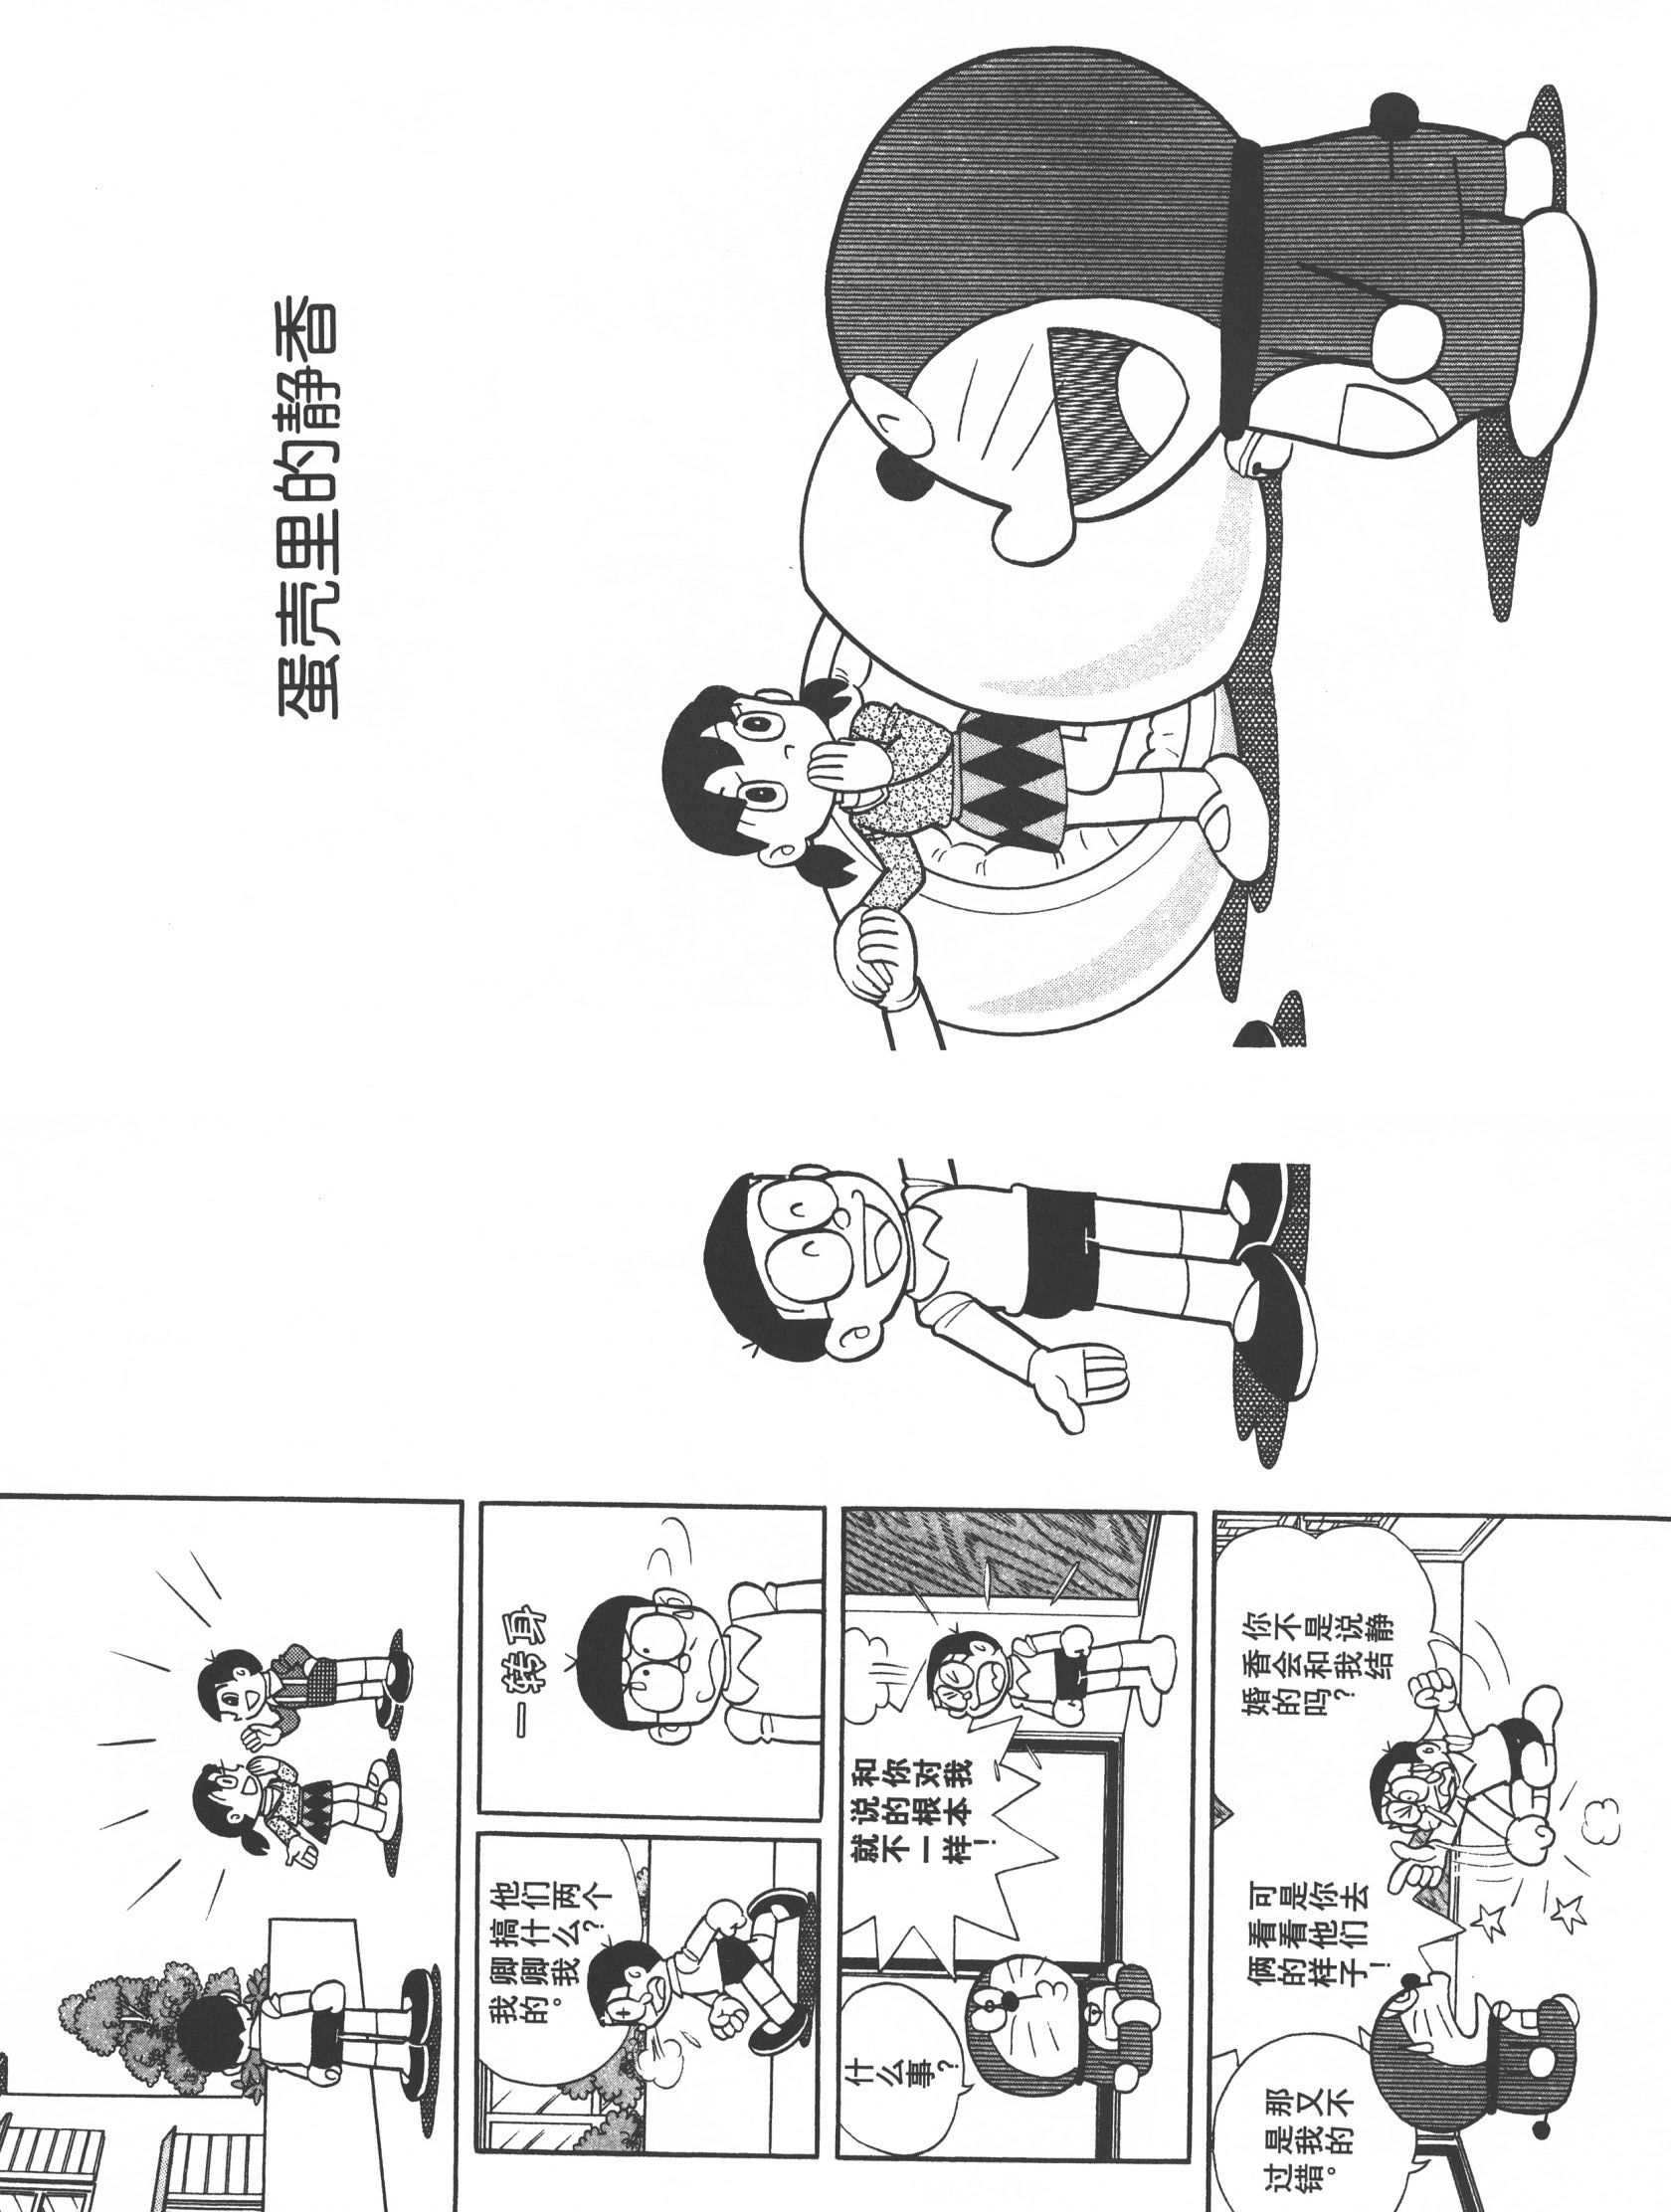 蛋壳里的静香
一转身
他们两个
搞什么？
卿卿我
我的。
和你对我
说的根本
就不一样！
什么事？
你不是说静
香会和我结
婚的吗？
可是你去
看看他们
俩的样子！
那又不
是我的
过错。